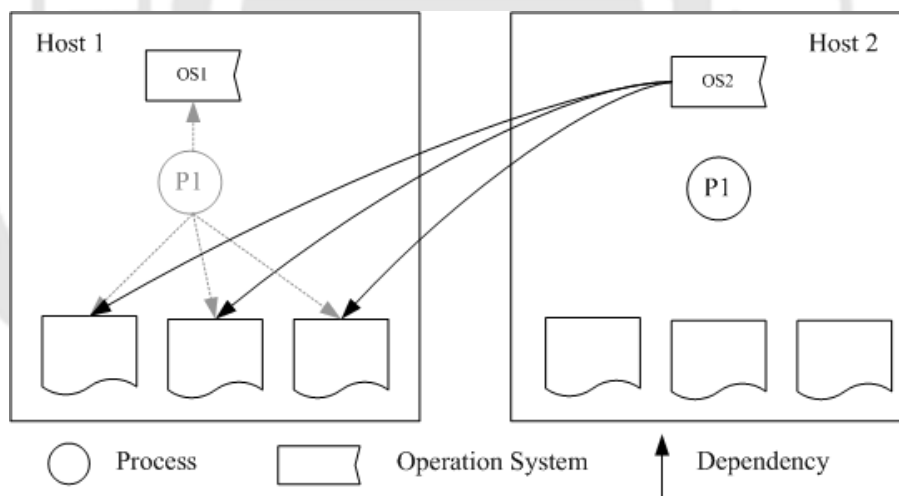 Host 1
Host 2
OS1
OS2
P1
P1
Process
Operation System
Dependency